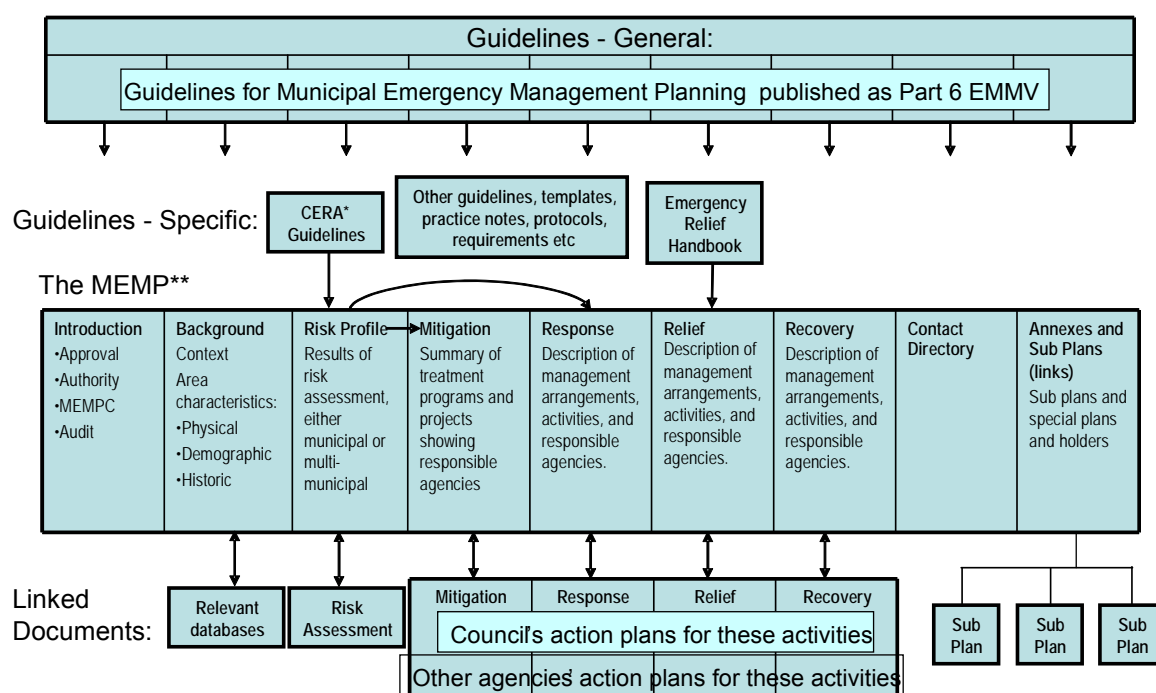 Guidelines - General:
Guidelines for Municipal Emergency Management Planning published as Part 6 EMMV
Guidelines - Specific:
CERA*
Guidelines
Other guidelines, templates,
practice notes, protocols,
requirements etc
Emergency
Relief
Handbook
The MEMP**
Introduction
•Approval
•Authority
•MEMPC
•Audit
Background
Context
Area
characteristics:
•Physical
•Demographic
•Historic
Risk Profile
Results of
risk
assessment,
either
municipal or
multi-
municipal
Mitigation
Summary of
treatment
programs and
projects
showing
responsible
agencies
Response
Description of
management
arrangements,
activities, and
responsible
agencies.
Relief
Description of
management
arrangements,
activities, and
responsible
agencies.
Recovery
Description of
management
arrangements,
activities, and
responsible
agencies.
Contact
Directory
Annexes and
Sub Plans
(links)
Sub plans and
special plans
and holders
Linked
Documents:
Relevant
databases
Risk
Assessment
Mitigation
Response
Relief
Recovery
Council's action plans for these activities
Other agencies' action plans for these activities
Sub
Plan
Sub
Plan
Sub
Plan